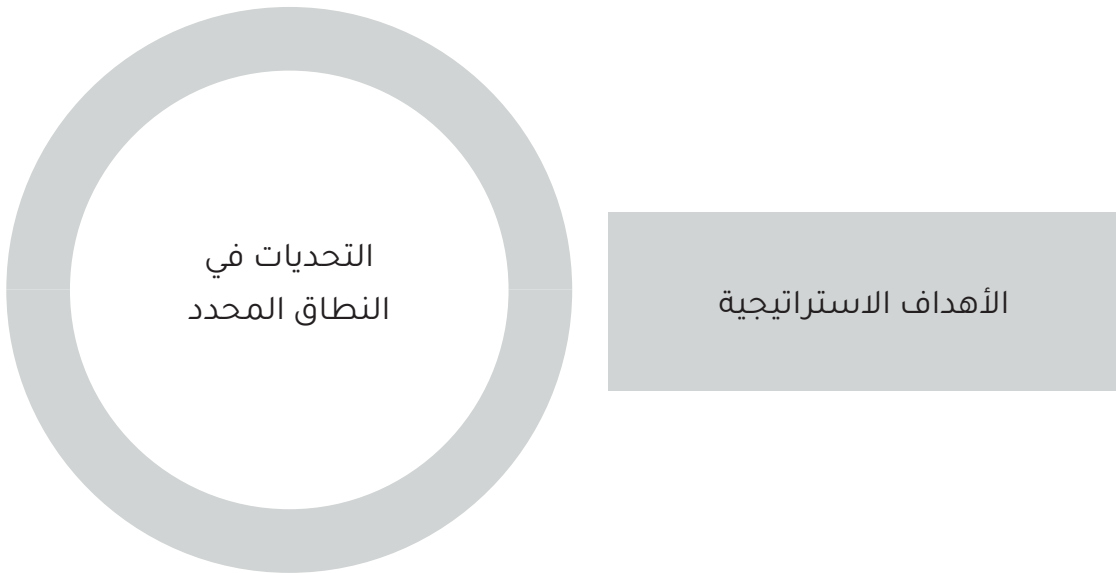 الأهداف الاستراتيجية
التحديات في
النطاق المحدد